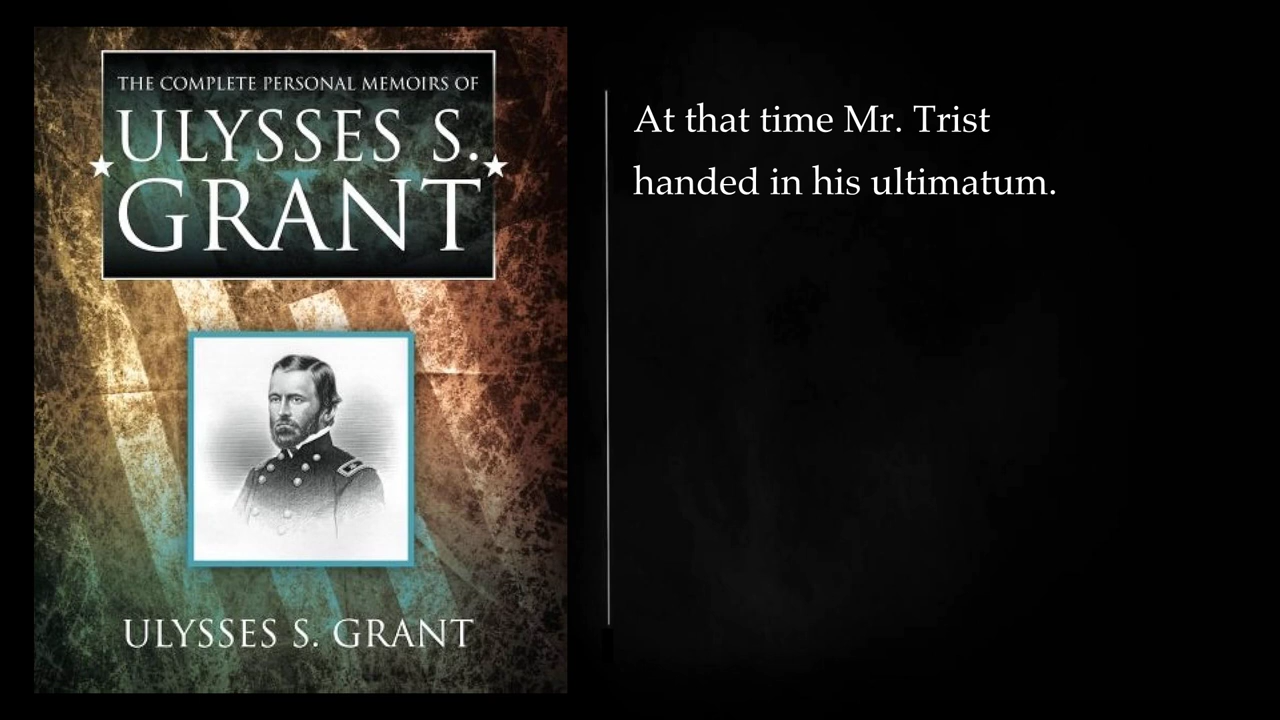 THE COMPLETE PERSONAL MEMOIRS OF
ULYSSES S.
GRANT
ULYSSES S. GRANT
At that time Mr. Trist
handed in his ultimatum.